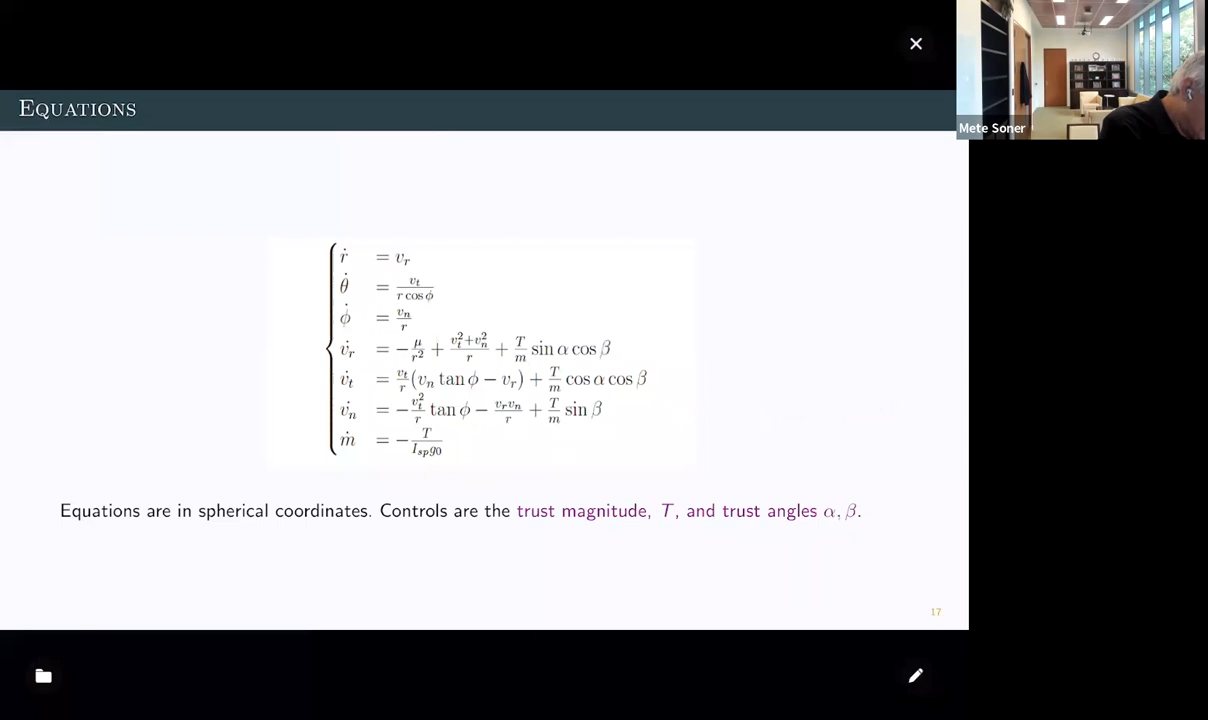 Equations
Mete Soner
ṙ = v_r
θ̇ = v_t / (r cos ϕ)
ϕ̇ = v_n / r
v̇_r = −μ/r² + (v_t² + v_n²)/r + T/m sin α cos β
v̇_t = v_t/r (v_n tan ϕ − v_r) + T/m cos α cos β
v̇_n = −v_t²/r tan ϕ − v_r v_n/r + T/m sin β
ṁ = −T / (I_sp g_0)
Equations are in spherical coordinates. Controls are the trust magnitude, T, and trust angles α, β.
17